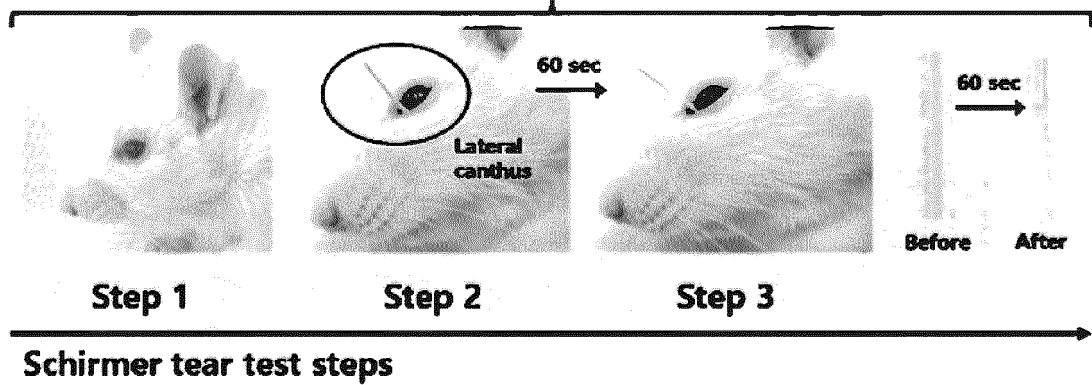 60 sec
60 sec
Lateral
canthus
Before
After
Step 1
Step 2
Step 3
Schirmer tear test steps